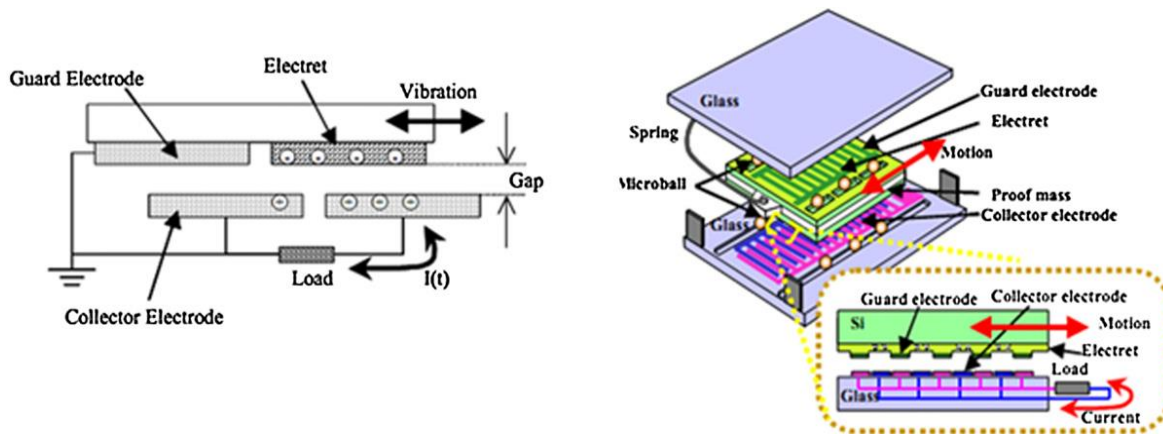 Guard Electrode
Electret
Vibration
Gap
Load
I(t)
Collector Electrode
Glass
Guard electrode
Electret
Spring
Motion
Microball
Proof mass
Glass
Collector electrode
Guard electrode
Collector electrode
Si
Motion
Electret
Load
Glass
Current